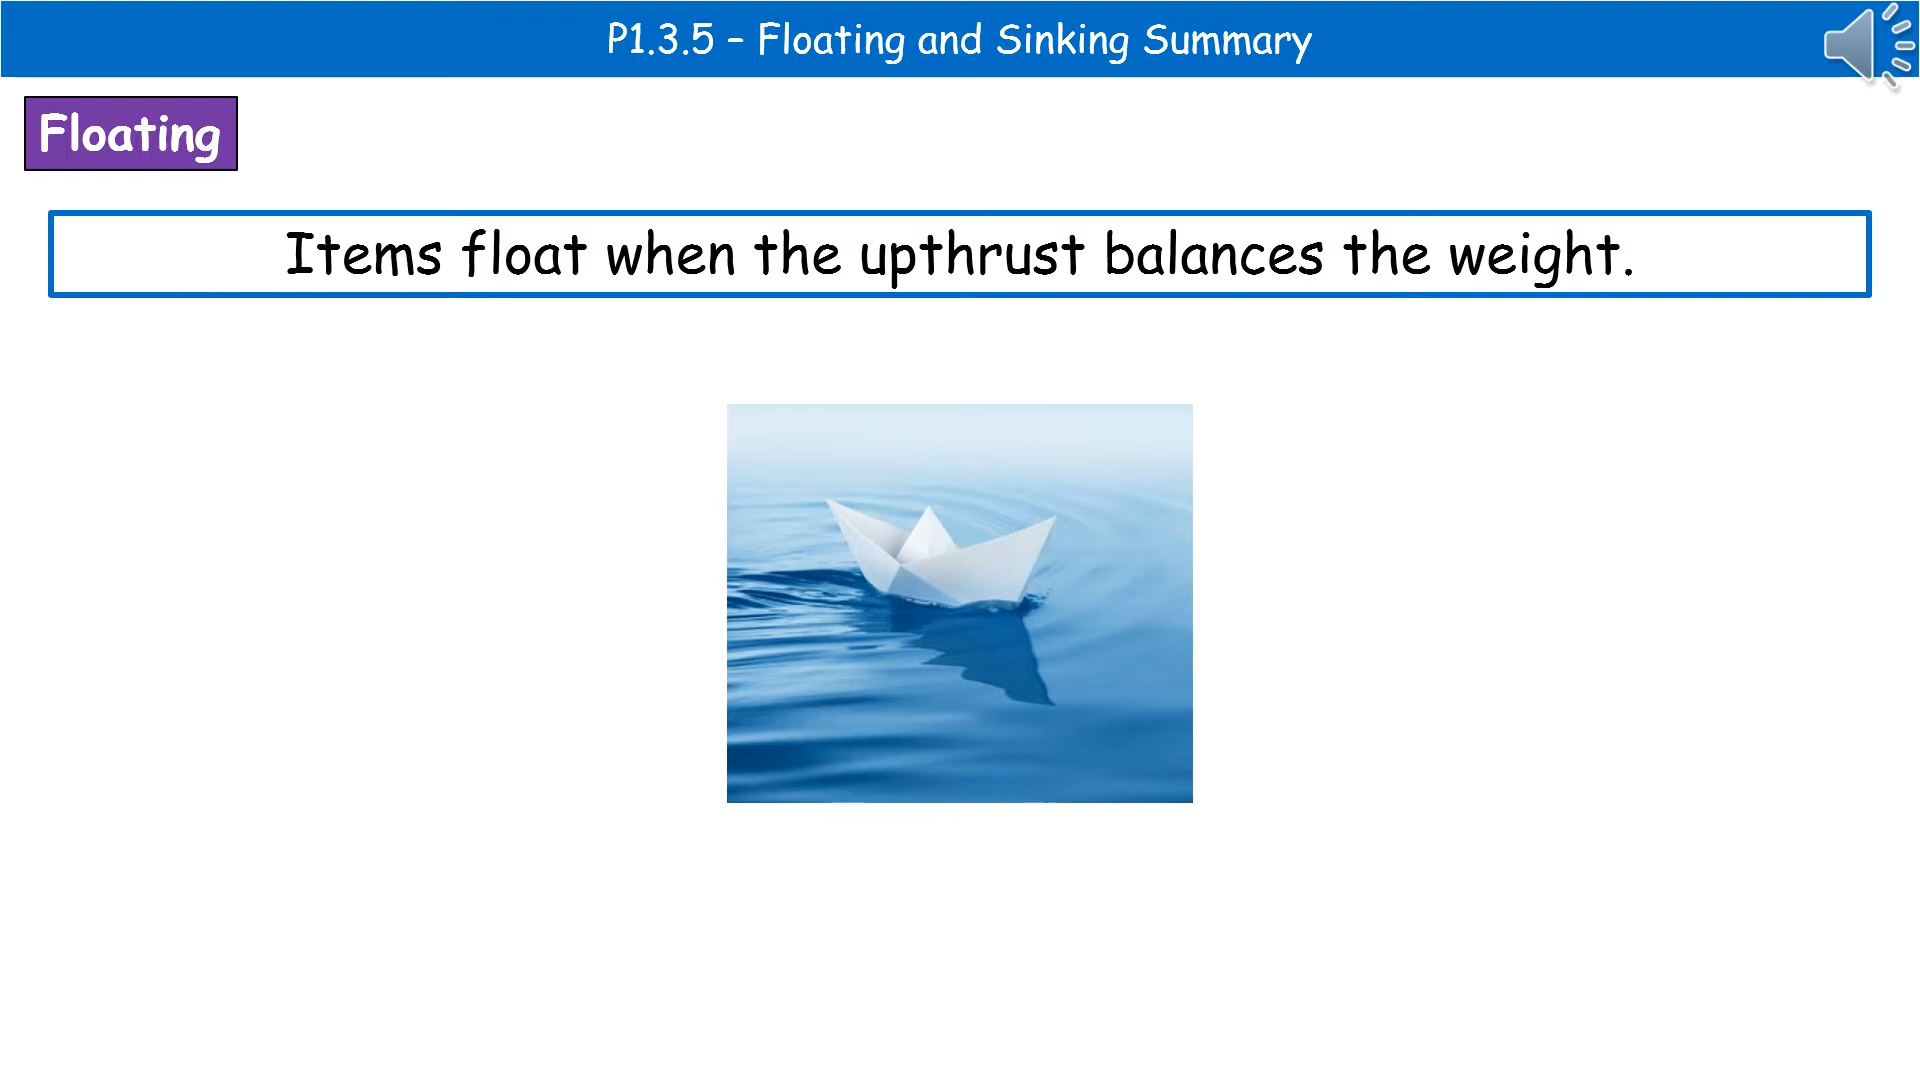 P1.3.5 – Floating and Sinking Summary
Floating
Items float when the upthrust balances the weight.